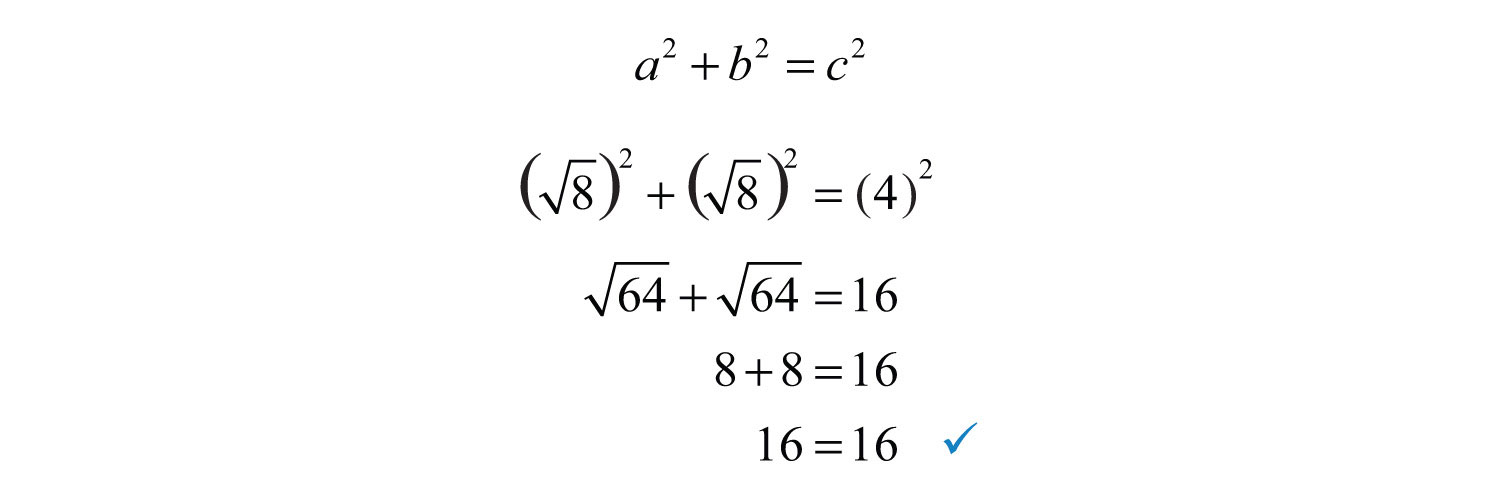 a² + b² = c²
(√8)² + (√8)² = (4)²
√64 + √64 = 16
8 + 8 = 16
16 = 16 ✓